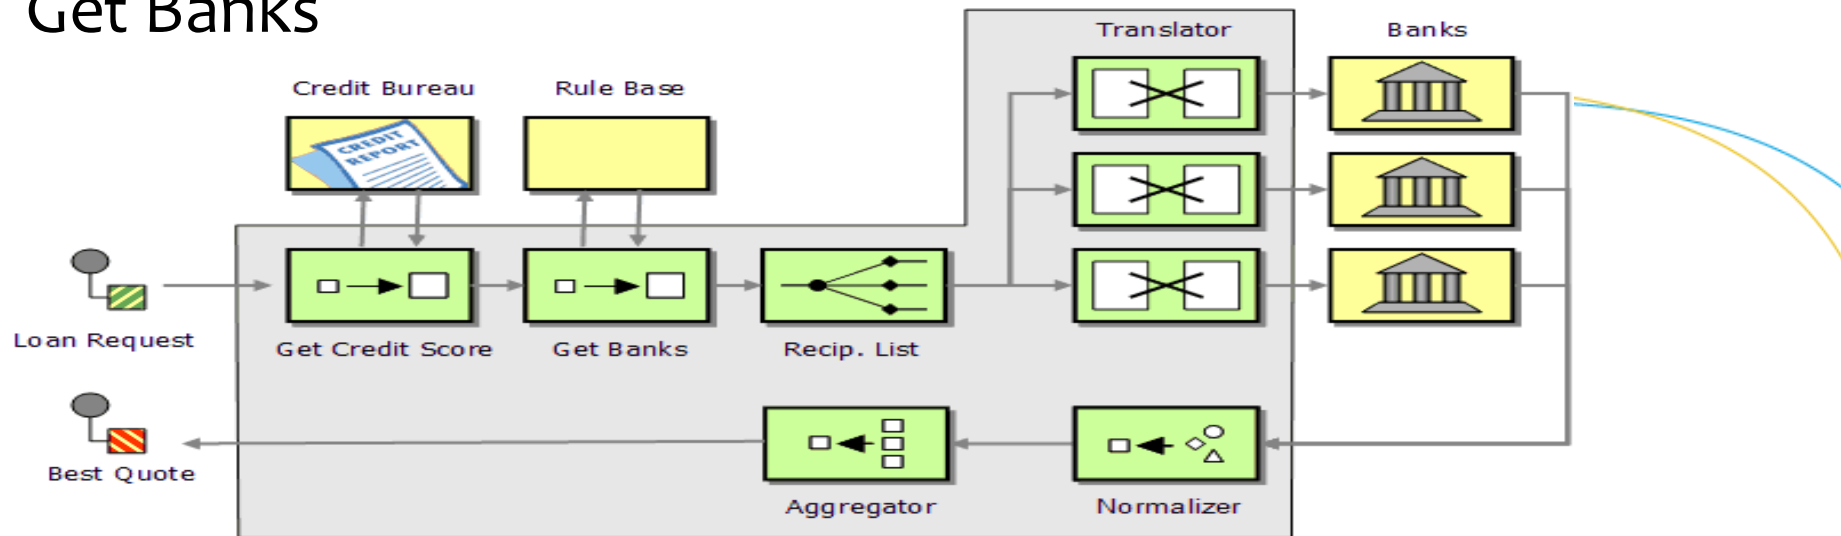 Get Banks
Translator
Banks
Credit Bureau
Rule Base
CREDIT
REPORT
Loan Request
Get Credit Score
Get Banks
Recip. List
Best Quote
Aggregator
Normalizer